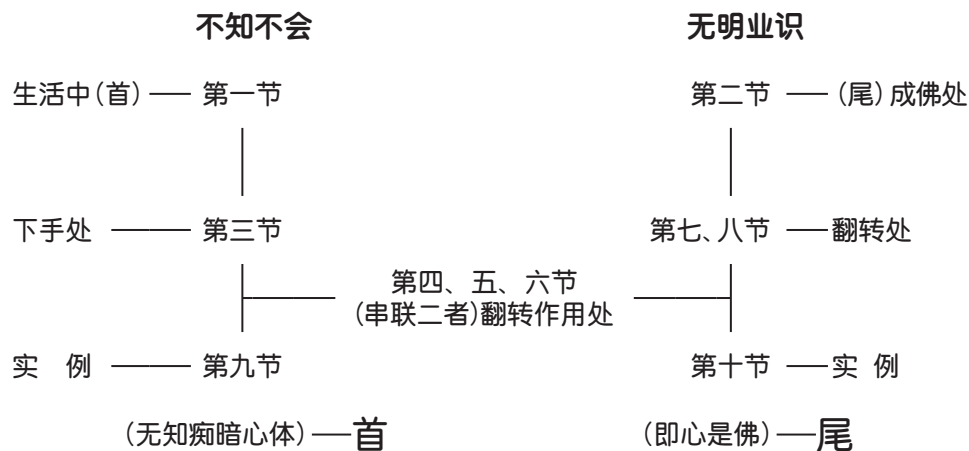 不知不会 无明业识
生活中(首) 第一节 第二节 (尾)成佛处
下手处 第三节 第七、八节 翻转处
第四、五、六节
(串联二者)翻转作用处
实 例 第九节 第十节 实 例
(无知痴暗心体)—首 (即心是佛)—尾